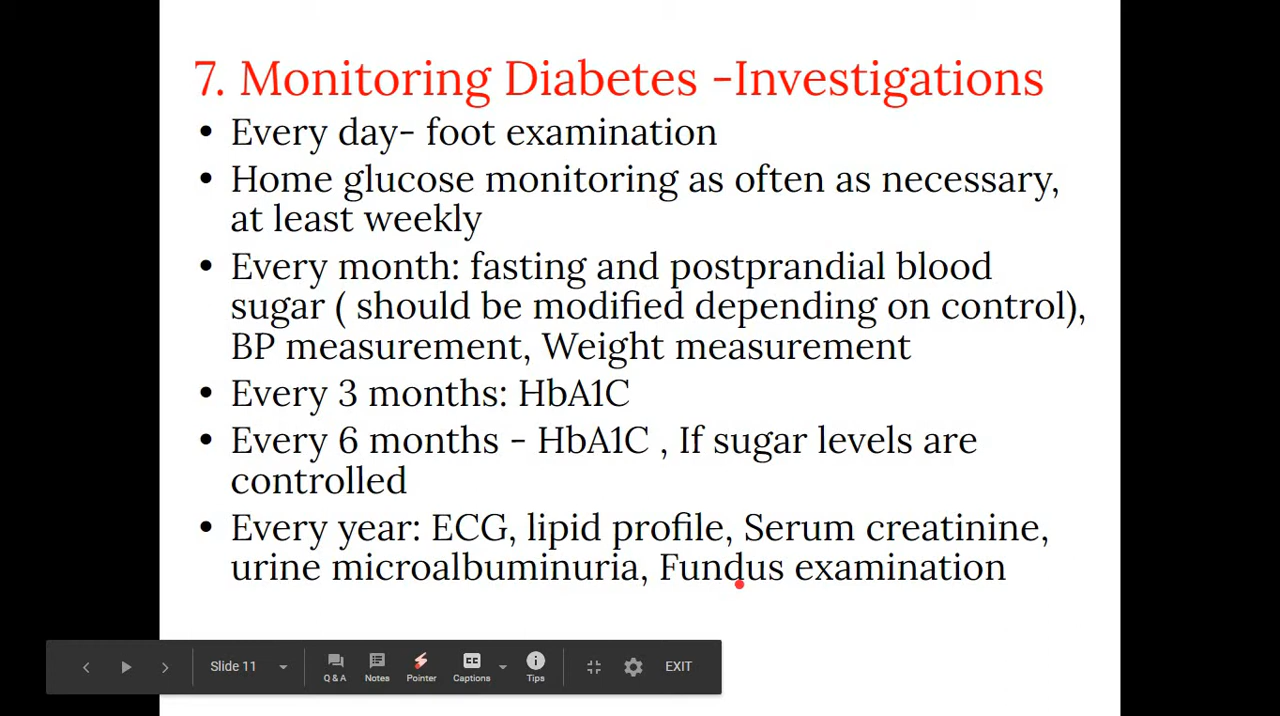 7. Monitoring Diabetes -Investigations
• Every day- foot examination
• Home glucose monitoring as often as necessary,
at least weekly
• Every month: fasting and postprandial blood
sugar ( should be modified depending on control),
BP measurement, Weight measurement
• Every 3 months: HbA1C
• Every 6 months - HbA1C , If sugar levels are
controlled
• Every year: ECG, lipid profile, Serum creatinine,
urine microalbuminuria, Fundus examination
Slide 11
Q & A
Notes
Pointer
CC
Captions
Tips
EXIT